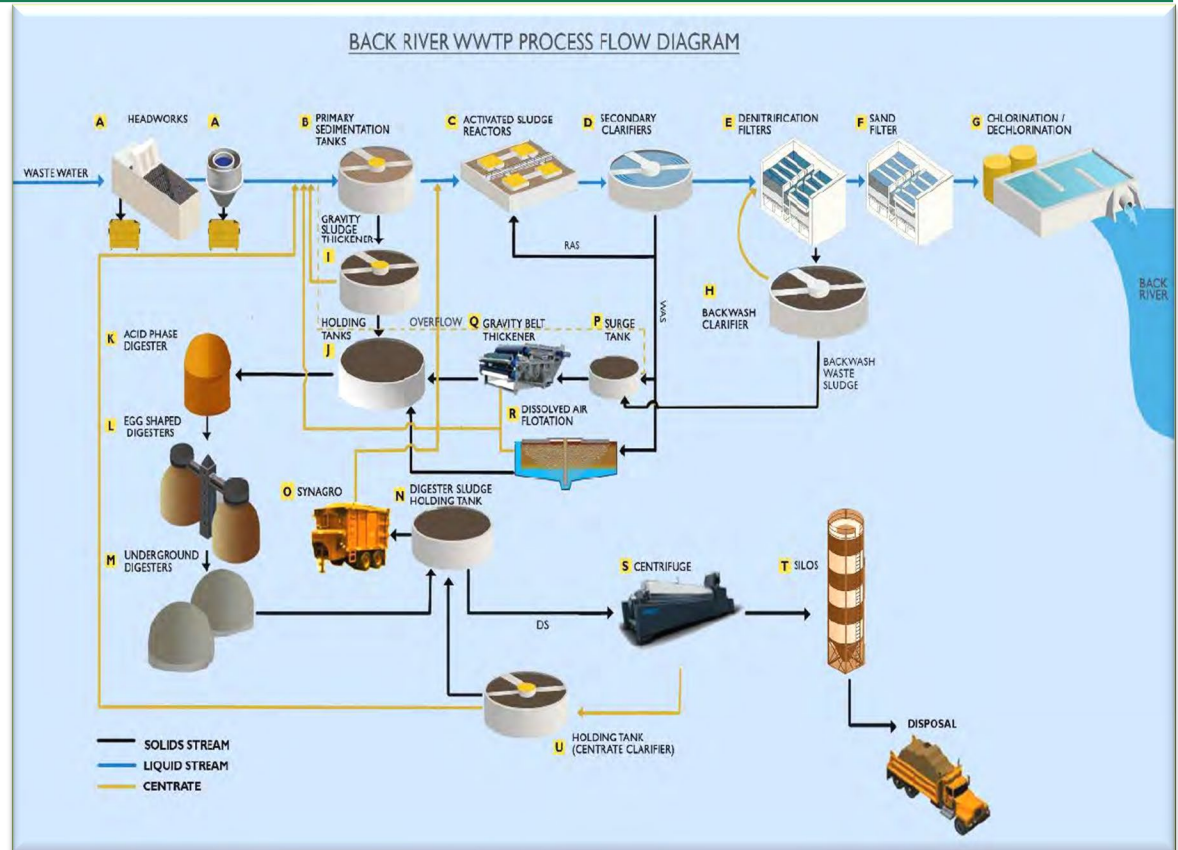 BACK RIVER WWTP PROCESS FLOW DIAGRAM
A
HEADWORKS
A
B PRIMARY
SEDIMENTATION
TANKS
C ACTIVATED SLUDGE
REACTORS
D SECONDARY
CLARIFIERS
E DENITRIFICATION
FILTERS
F SAND
FILTER
G CHLORINATION /
DECHLORINATION
WASTE WATER
GRAVITY
SLUDGE
THICKENER
I
RAS
WAS
H
BACKWASH
CLARIFIER
BACK
RIVER
HOLDING
TANKS
J
OVERFLOW
Q GRAVITY BELT
THICKENER
P SURGE
TANK
K ACID PHASE
DIGESTER
BACKWASH
WASTE
SLUDGE
R DISSOLVED AIR
FLOTATION
L EGG SHAPED
DIGESTERS
O SYNAGRO
N DIGESTER SLUDGE
HOLDING TANK
M UNDERGROUND
DIGESTERS
S CENTRIFUGE
T SILOS
DS
U HOLDING TANK
(CENTRATE CLARIFIER)
DISPOSAL
SOLIDS STREAM
LIQUID STREAM
CENTRATE